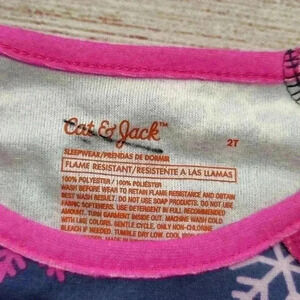 Cat & Jack™
2T
SLEEPWEAR/PRENDAS DE DORMIR
FLAME RESISTANT/RESISTENTE A LAS LLAMAS
100% POLYESTER / 100% POLIÉSTER
WASH BEFORE WEAR TO RETAIN FLAME RESISTANCE AND OBTAIN
BEST WASH RESULT. DO NOT USE SOAP PRODUCTS. DO NOT USE
FABRIC SOFTENERS. USE DETERGENT IN FULL RECOMMENDED
AMOUNT. TURN GARMENT INSIDE OUT. MACHINE WASH COLD
WITH LIKE COLORS. GENTLE CYCLE, ONLY NON-CHLORINE
BLEACH IF NEEDED. TUMBLE DRY LOW. COOL